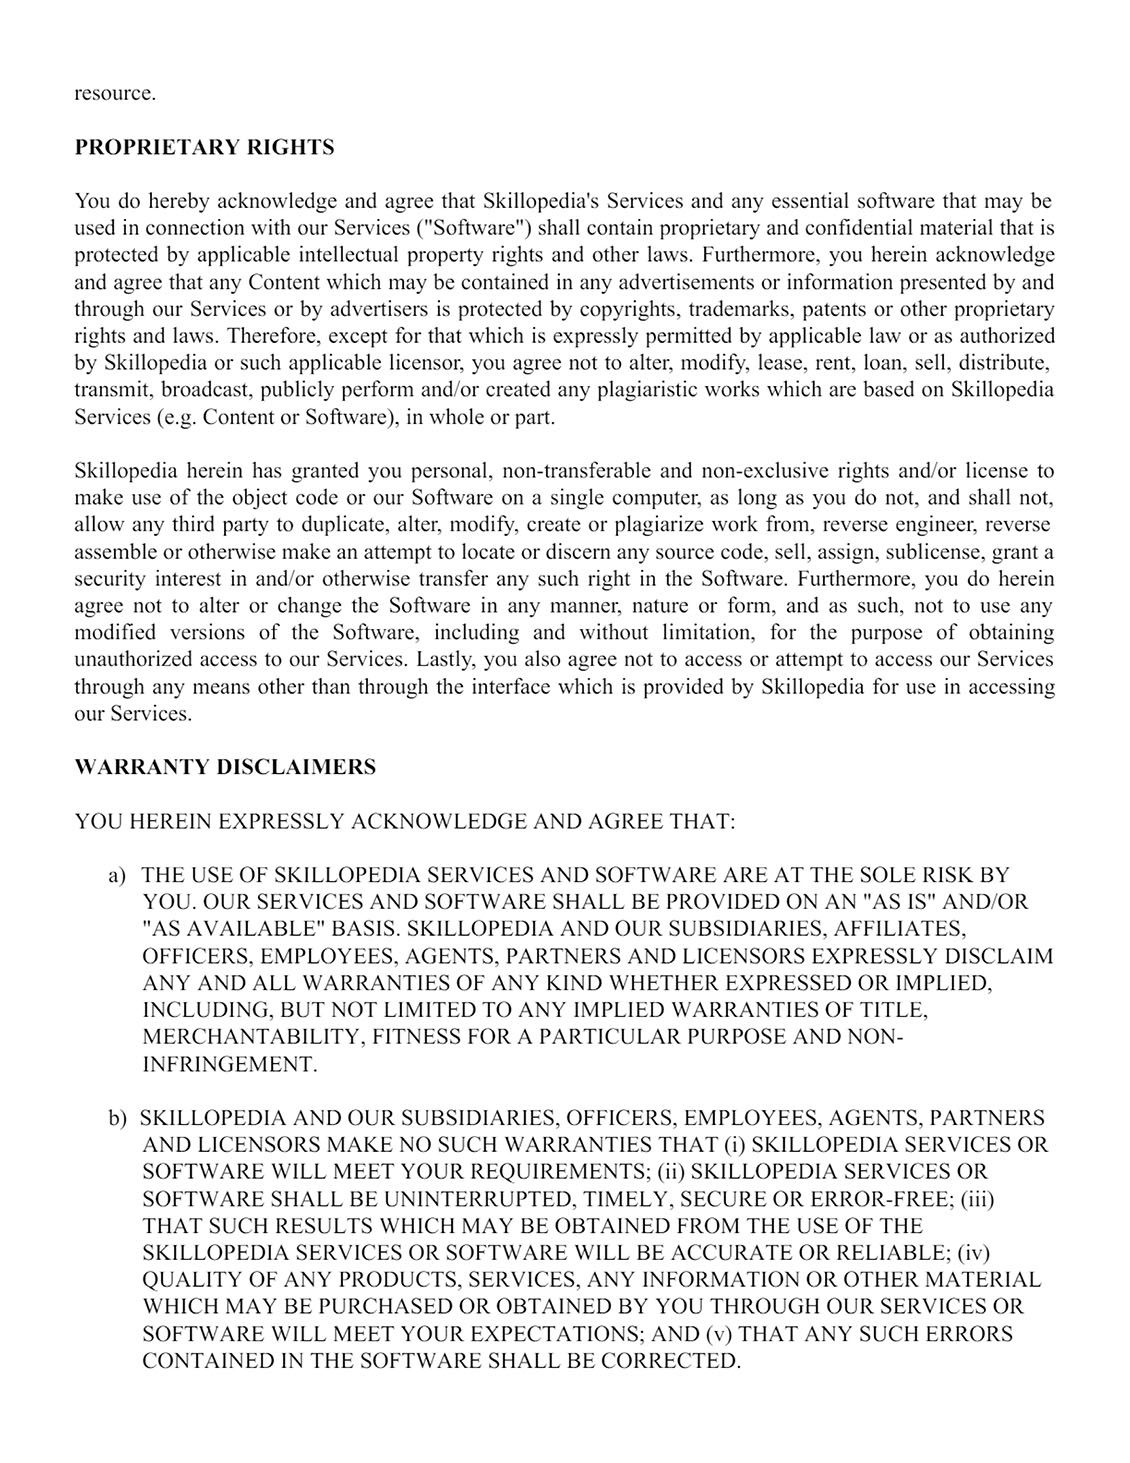 resource.
PROPRIETARY RIGHTS
You do hereby acknowledge and agree that Skillopedia's Services and any essential software that may be
used in connection with our Services ("Software") shall contain proprietary and confidential material that is
protected by applicable intellectual property rights and other laws. Furthermore, you herein acknowledge
and agree that any Content which may be contained in any advertisements or information presented by and
through our Services or by advertisers is protected by copyrights, trademarks, patents or other proprietary
rights and laws. Therefore, except for that which is expressly permitted by applicable law or as authorized
by Skillopedia or such applicable licensor, you agree not to alter, modify, lease, rent, loan, sell, distribute,
transmit, broadcast, publicly perform and/or created any plagiaristic works which are based on Skillopedia
Services (e.g. Content or Software), in whole or part.
Skillopedia herein has granted you personal, non-transferable and non-exclusive rights and/or license to
make use of the object code or our Software on a single computer, as long as you do not, and shall not,
allow any third party to duplicate, alter, modify, create or plagiarize work from, reverse engineer, reverse
assemble or otherwise make an attempt to locate or discern any source code, sell, assign, sublicense, grant a
security interest in and/or otherwise transfer any such right in the Software. Furthermore, you do herein
agree not to alter or change the Software in any manner, nature or form, and as such, not to use any
modified versions of the Software, including and without limitation, for the purpose of obtaining
unauthorized access to our Services. Lastly, you also agree not to access or attempt to access our Services
through any means other than through the interface which is provided by Skillopedia for use in accessing
our Services.
WARRANTY DISCLAIMERS
YOU HEREIN EXPRESSLY ACKNOWLEDGE AND AGREE THAT:
a) THE USE OF SKILLOPEDIA SERVICES AND SOFTWARE ARE AT THE SOLE RISK BY
YOU. OUR SERVICES AND SOFTWARE SHALL BE PROVIDED ON AN "AS IS" AND/OR
"AS AVAILABLE" BASIS. SKILLOPEDIA AND OUR SUBSIDIARIES, AFFILIATES,
OFFICERS, EMPLOYEES, AGENTS, PARTNERS AND LICENSORS EXPRESSLY DISCLAIM
ANY AND ALL WARRANTIES OF ANY KIND WHETHER EXPRESSED OR IMPLIED,
INCLUDING, BUT NOT LIMITED TO ANY IMPLIED WARRANTIES OF TITLE,
MERCHANTABILITY, FITNESS FOR A PARTICULAR PURPOSE AND NON-
INFRINGEMENT.
b) SKILLOPEDIA AND OUR SUBSIDIARIES, OFFICERS, EMPLOYEES, AGENTS, PARTNERS
AND LICENSORS MAKE NO SUCH WARRANTIES THAT (i) SKILLOPEDIA SERVICES OR
SOFTWARE WILL MEET YOUR REQUIREMENTS; (ii) SKILLOPEDIA SERVICES OR
SOFTWARE SHALL BE UNINTERRUPTED, TIMELY, SECURE OR ERROR-FREE; (iii)
THAT SUCH RESULTS WHICH MAY BE OBTAINED FROM THE USE OF THE
SKILLOPEDIA SERVICES OR SOFTWARE WILL BE ACCURATE OR RELIABLE; (iv)
QUALITY OF ANY PRODUCTS, SERVICES, ANY INFORMATION OR OTHER MATERIAL
WHICH MAY BE PURCHASED OR OBTAINED BY YOU THROUGH OUR SERVICES OR
SOFTWARE WILL MEET YOUR EXPECTATIONS; AND (v) THAT ANY SUCH ERRORS
CONTAINED IN THE SOFTWARE SHALL BE CORRECTED.